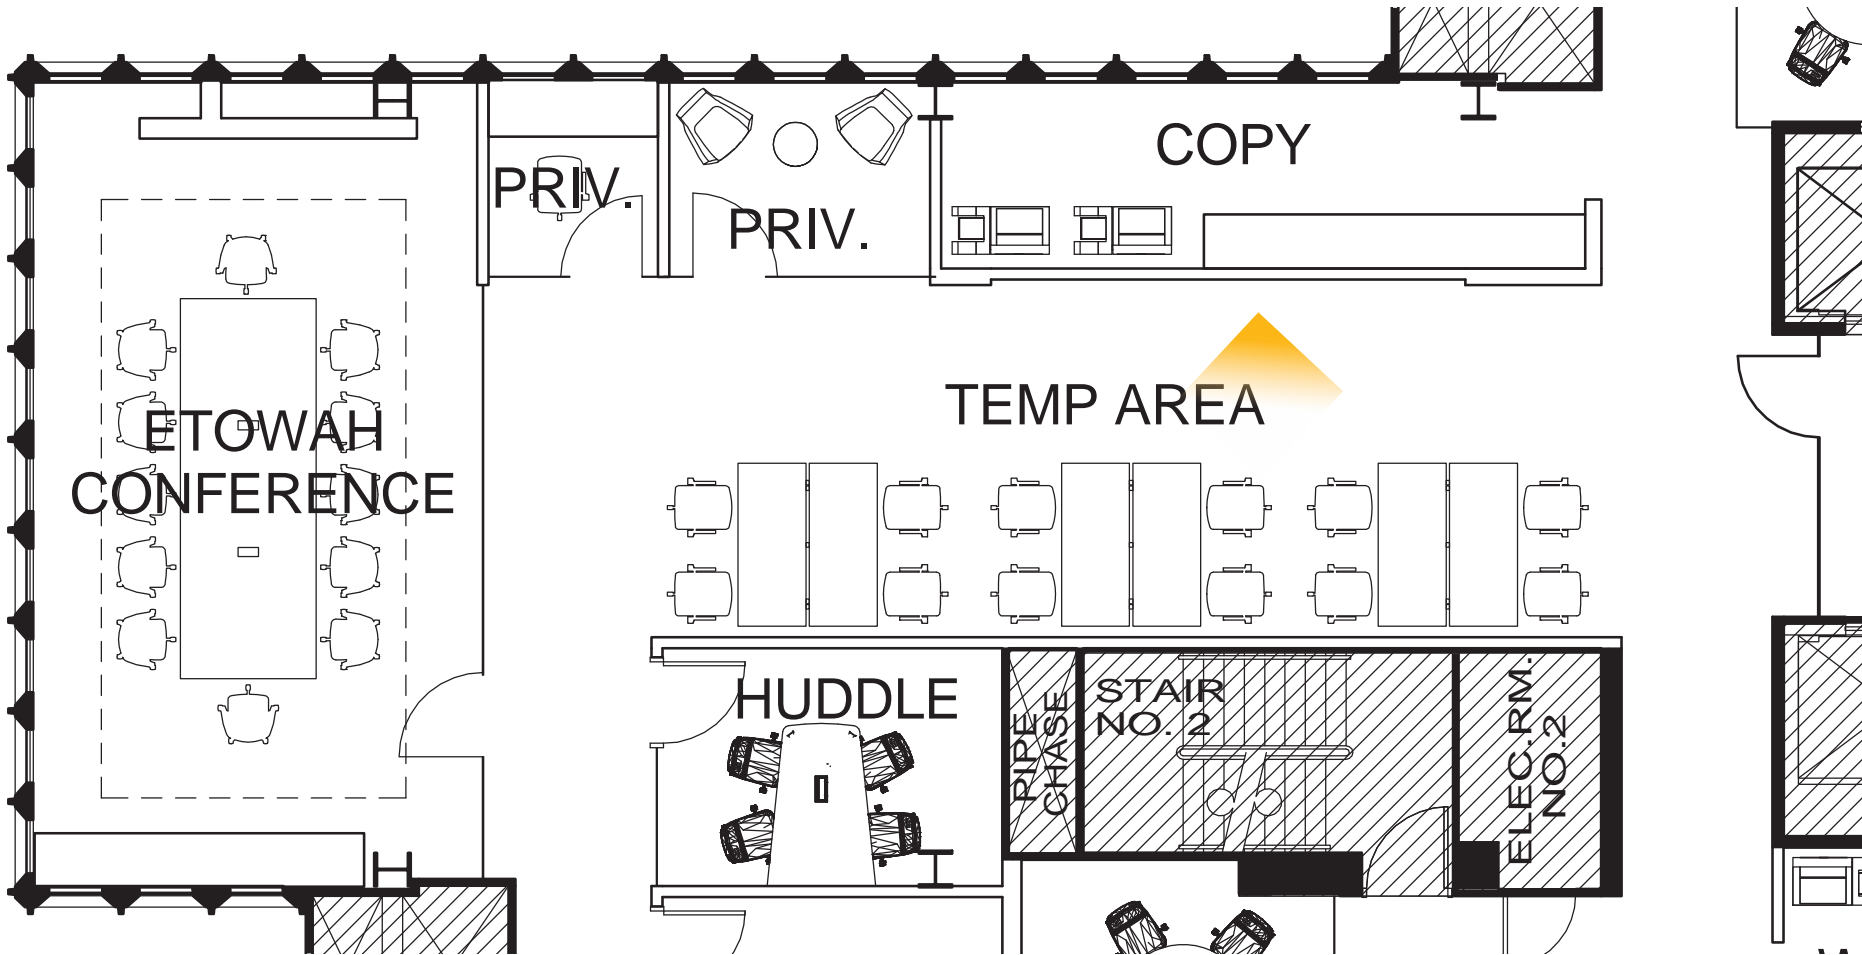 COPY
PRIV.
PRIV.
TEMP AREA
ETOWAH
CONFERENCE
HUDDLE
PIPE
CHASE
STAIR
NO. 2
ELEC.RM.
NO.2